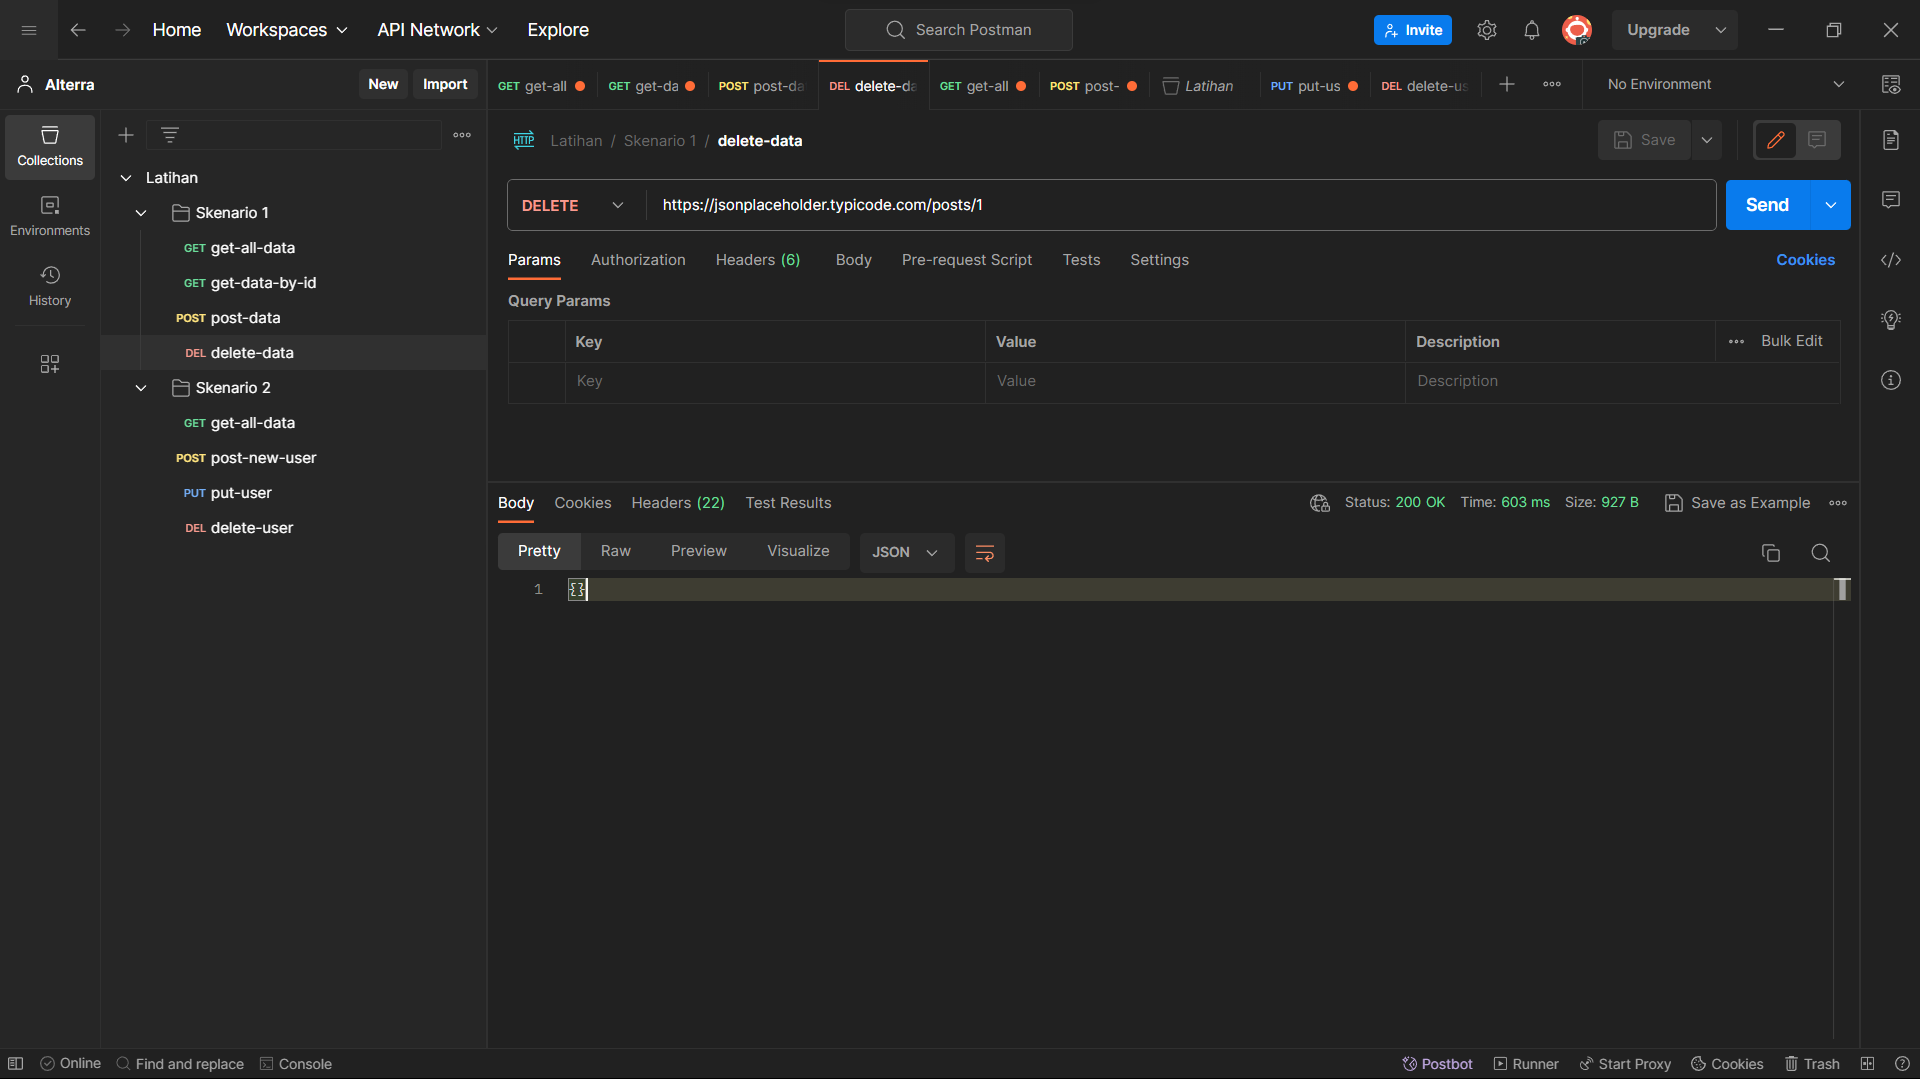 Home Workspaces API Network Explore Search Postman Invite Upgrade
Alterra New Import
GET get-all GET get-da POST post-da DEL delete-da GET get-all POST post- Latihan PUT put-us DEL delete-us No Environment
Collections
Environments
History
Latihan
Skenario 1
GET get-all-data
GET get-data-by-id
POST post-data
DEL delete-data
Skenario 2
GET get-all-data
POST post-new-user
PUT put-user
DEL delete-user
HTTP Latihan / Skenario 1 / delete-data Save
DELETE https://jsonplaceholder.typicode.com/posts/1 Send
Params Authorization Headers (6) Body Pre-request Script Tests Settings Cookies
Query Params
Key Value Description Bulk Edit
Key Value Description
Body Cookies Headers (22) Test Results Status: 200 OK Time: 603 ms Size: 927 B Save as Example
Pretty Raw Preview Visualize JSON
1 {}
Online Find and replace Console Postbot Runner Start Proxy Cookies Trash